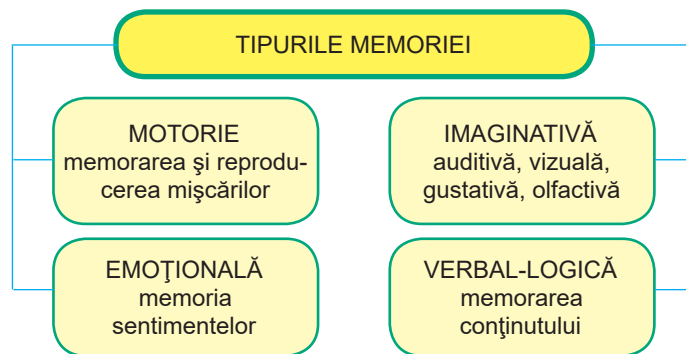 TIPURILE MEMORIEI
MOTORIE
memorarea şi reprodu-
cerea mişcărilor
IMAGINATIVĂ
auditivă, vizuală,
gustativă, olfactivă
EMOŢIONALĂ
memoria
sentimentelor
VERBAL-LOGICĂ
memorarea
conţinutului